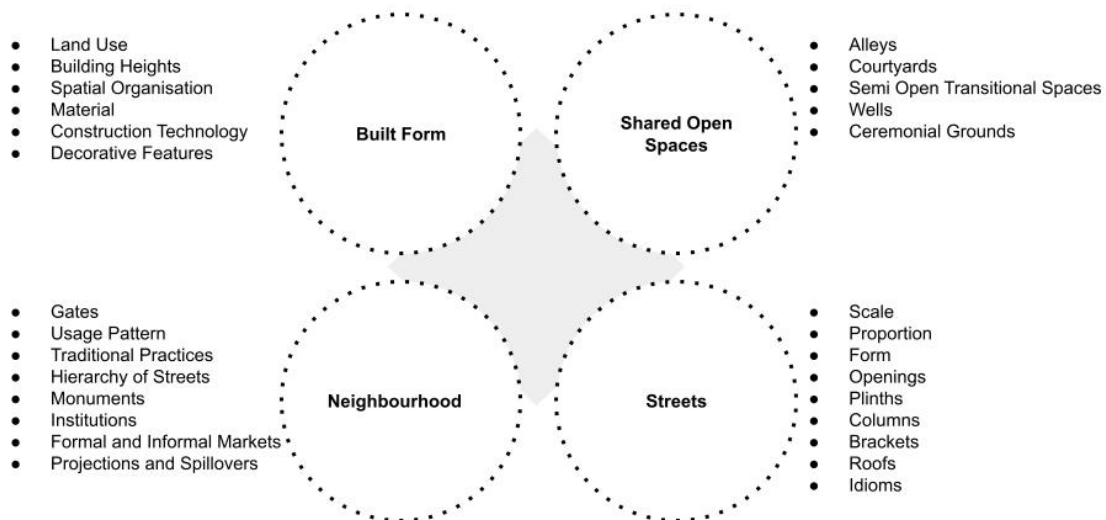 Land Use
Building Heights
Spatial Organisation
Material
Construction Technology
Decorative Features
Built Form
Shared Open
Spaces
Alleys
Courtyards
Semi Open Transitional Spaces
Wells
Ceremonial Grounds
Gates
Usage Pattern
Traditional Practices
Hierarchy of Streets
Monuments
Institutions
Formal and Informal Markets
Projections and Spillovers
Neighbourhood
Streets
Scale
Proportion
Form
Openings
Plinths
Columns
Brackets
Roofs
Idioms